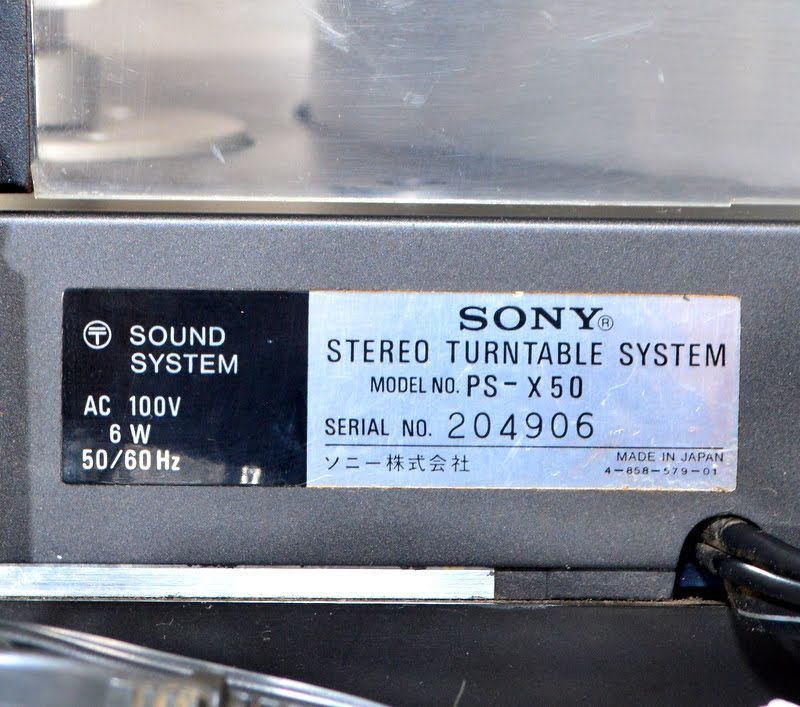 〒 SOUND
SYSTEM
AC 100V
6 W
50/60 Hz
SONY®
STEREO TURNTABLE SYSTEM
MODEL NO. PS-X50
SERIAL NO. 204906
ソニー株式会社
MADE IN JAPAN
4-858-579-01